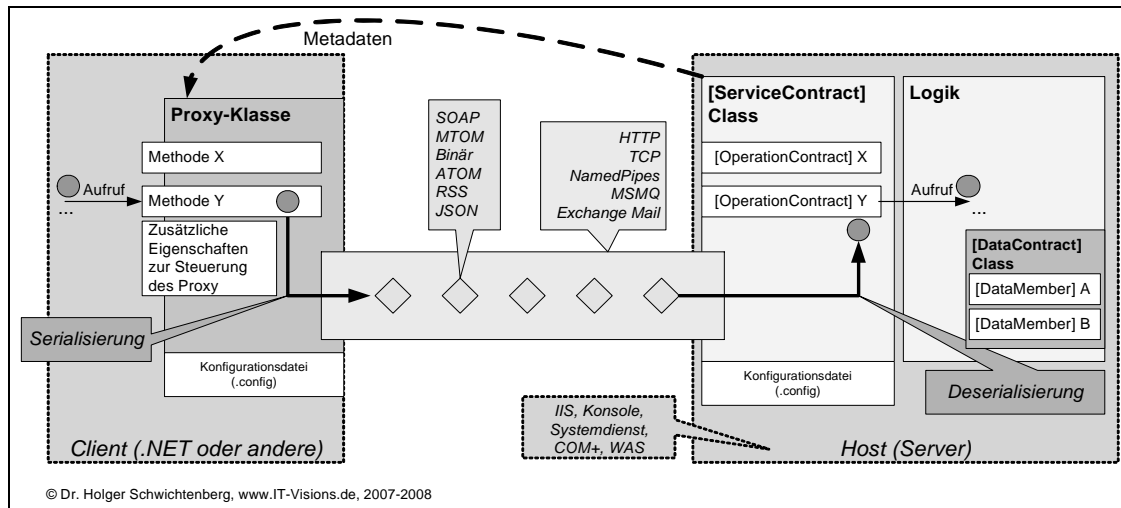 Metadaten
Proxy-Klasse
Methode X
Aufruf
...
Methode Y
Zusätzliche
Eigenschaften
zur Steuerung
des Proxy
Serialisierung
Konfigurationsdatei
(.config)
Client (.NET oder andere)
SOAP
MTOM
Binär
ATOM
RSS
JSON
HTTP
TCP
NamedPipes
MSMQ
Exchange Mail
[ServiceContract]
Class
[OperationContract] X
[OperationContract] Y
Konfigurationsdatei
(.config)
Logik
Aufruf
...
[DataContract]
Class
[DataMember] A
[DataMember] B
Deserialisierung
IIS, Konsole,
Systemdienst,
COM+, WAS
Host (Server)
© Dr. Holger Schwichtenberg, www.IT-Visions.de, 2007-2008